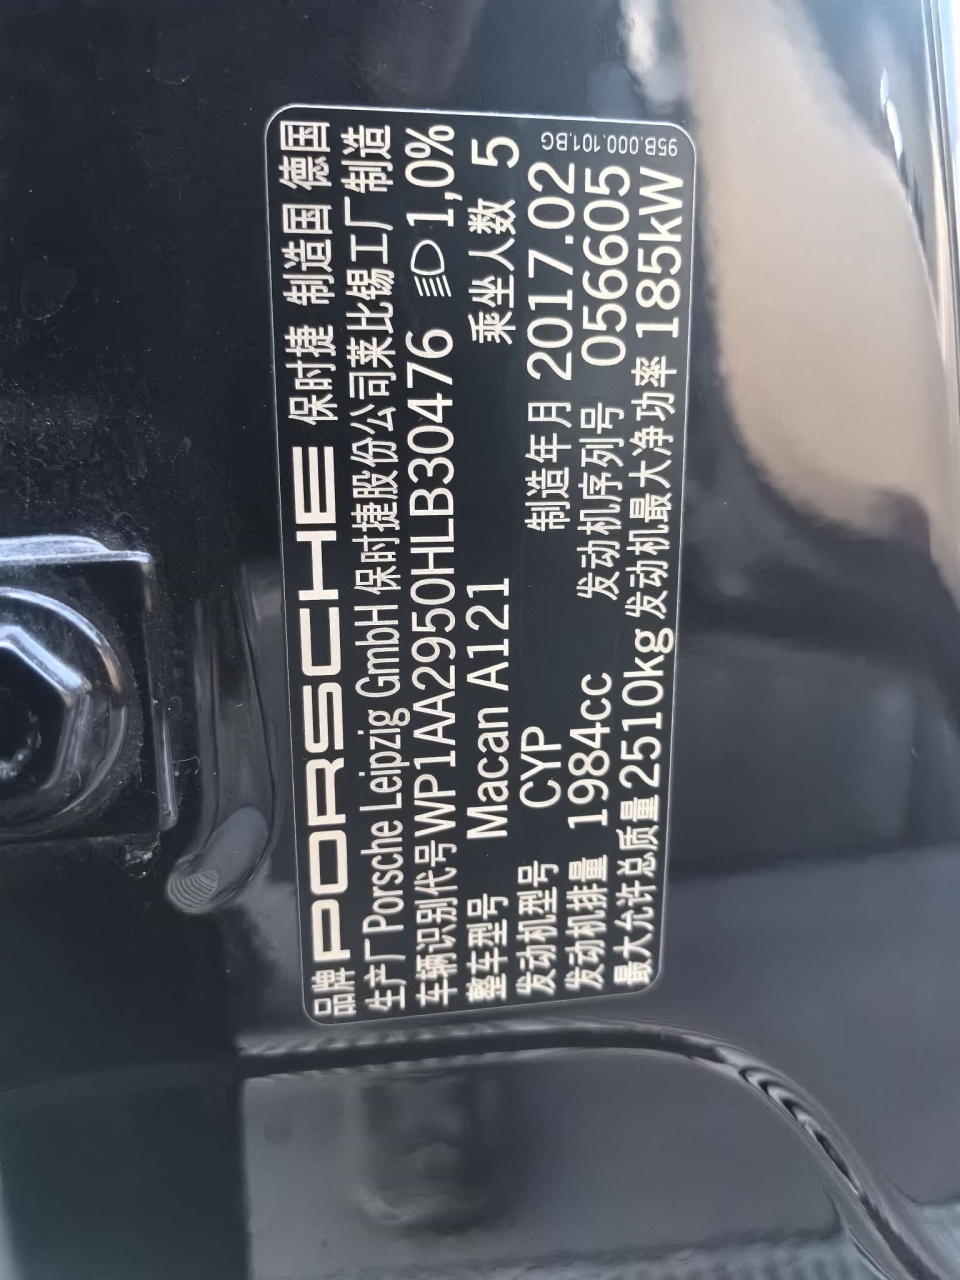 品牌 PORSCHE 保时捷 制造国 德国
生产厂 Porsche Leipzig GmbH 保时捷股份公司莱比锡工厂制造
车辆识别代号 WP1AA2950HLB30476 1,0%
整车型号 Macan A121 乘坐人数 5
发动机型号 CYP 制造年月 2017.02
发动机排量 1984cc 发动机序列号 056605
最大允许总质量 2510kg 发动机最大净功率 185kW
95B.000.101.BG